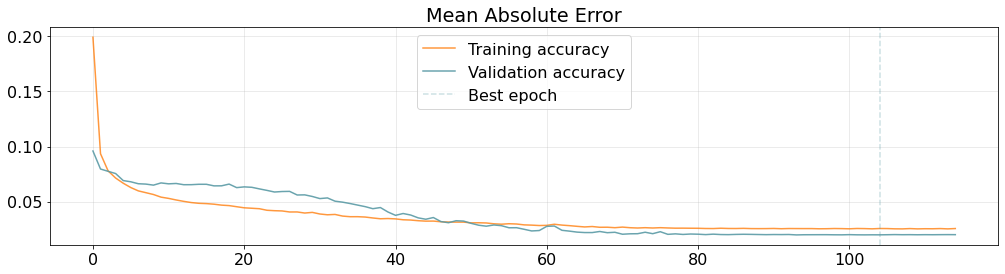 Mean Absolute Error
Training accuracy
Validation accuracy
Best epoch
0.20
0.15
0.10
0.05
0 20 40 60 80 100